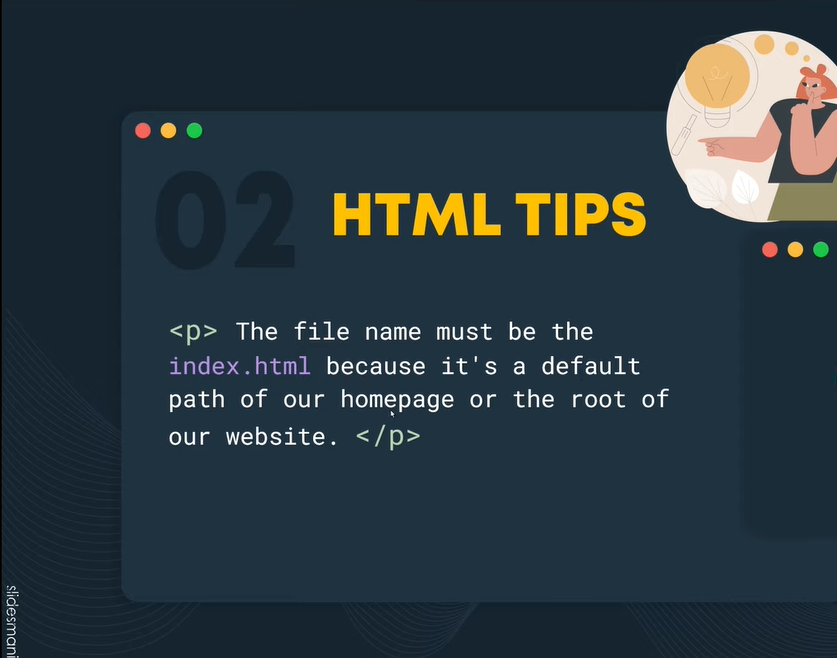 02 HTML TIPS
<p> The file name must be the
index.html because it's a default
path of our homepage or the root of
our website. </p>
slidesmani